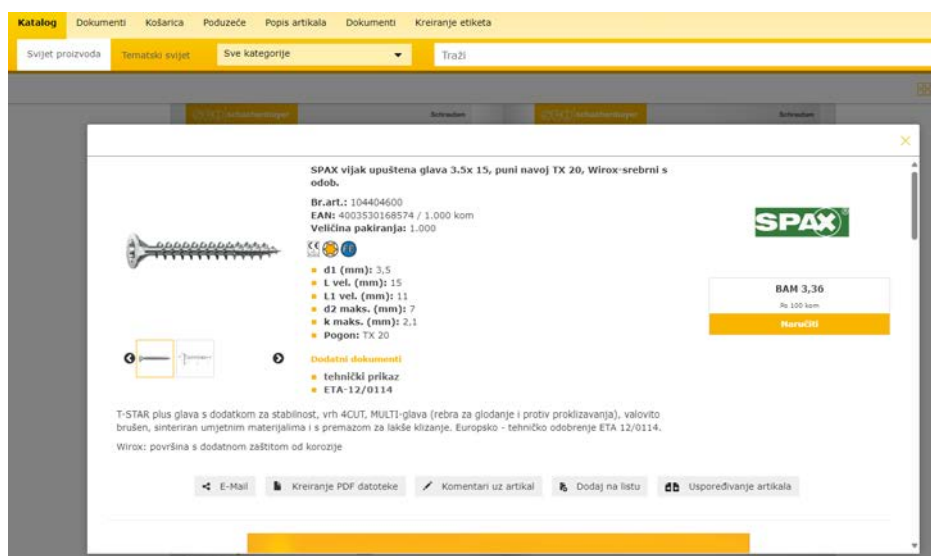 Katalog Dokumenti Košarica Poduzeće Popis artikala Dokumenti Kreiranje etiketa
Svijet proizvoda Tematski svijet Sve kategorije Traži
schachermayer Schrauben schachermayer Schrauben
SPAX vijak upuštena glava 3.5x 15, puni navoj TX 20, Wirox-srebrni s
odob.
Br.art.: 104404600
EAN: 4003530168574 / 1.000 kom
Veličina pakiranja: 1.000
SPAX
d1 (mm): 3,5
L vel. (mm): 15
L1 vel. (mm): 11
d2 maks. (mm): 7
k maks. (mm): 2,1
Pogon: TX 20
BAM 3,36
Po 100 kom
Naručiti
Dodatni dokumenti
tehnički prikaz
ETA-12/0114
T-STAR plus glava s dodatkom za stabilnost, vrh 4CUT, MULTI-glava (rebra za glodanje i protiv proklizavanja), valovito
brušen, sinteriran umjetnim materijalima i s premazom za lakše klizanje. Europsko - tehničko odobrenje ETA 12/0114.
Wirox: površina s dodatnom zaštitom od korozije
E-Mail Kreiranje PDF datoteke Komentari uz artikal Dodaj na listu Uspoređivanje artikala